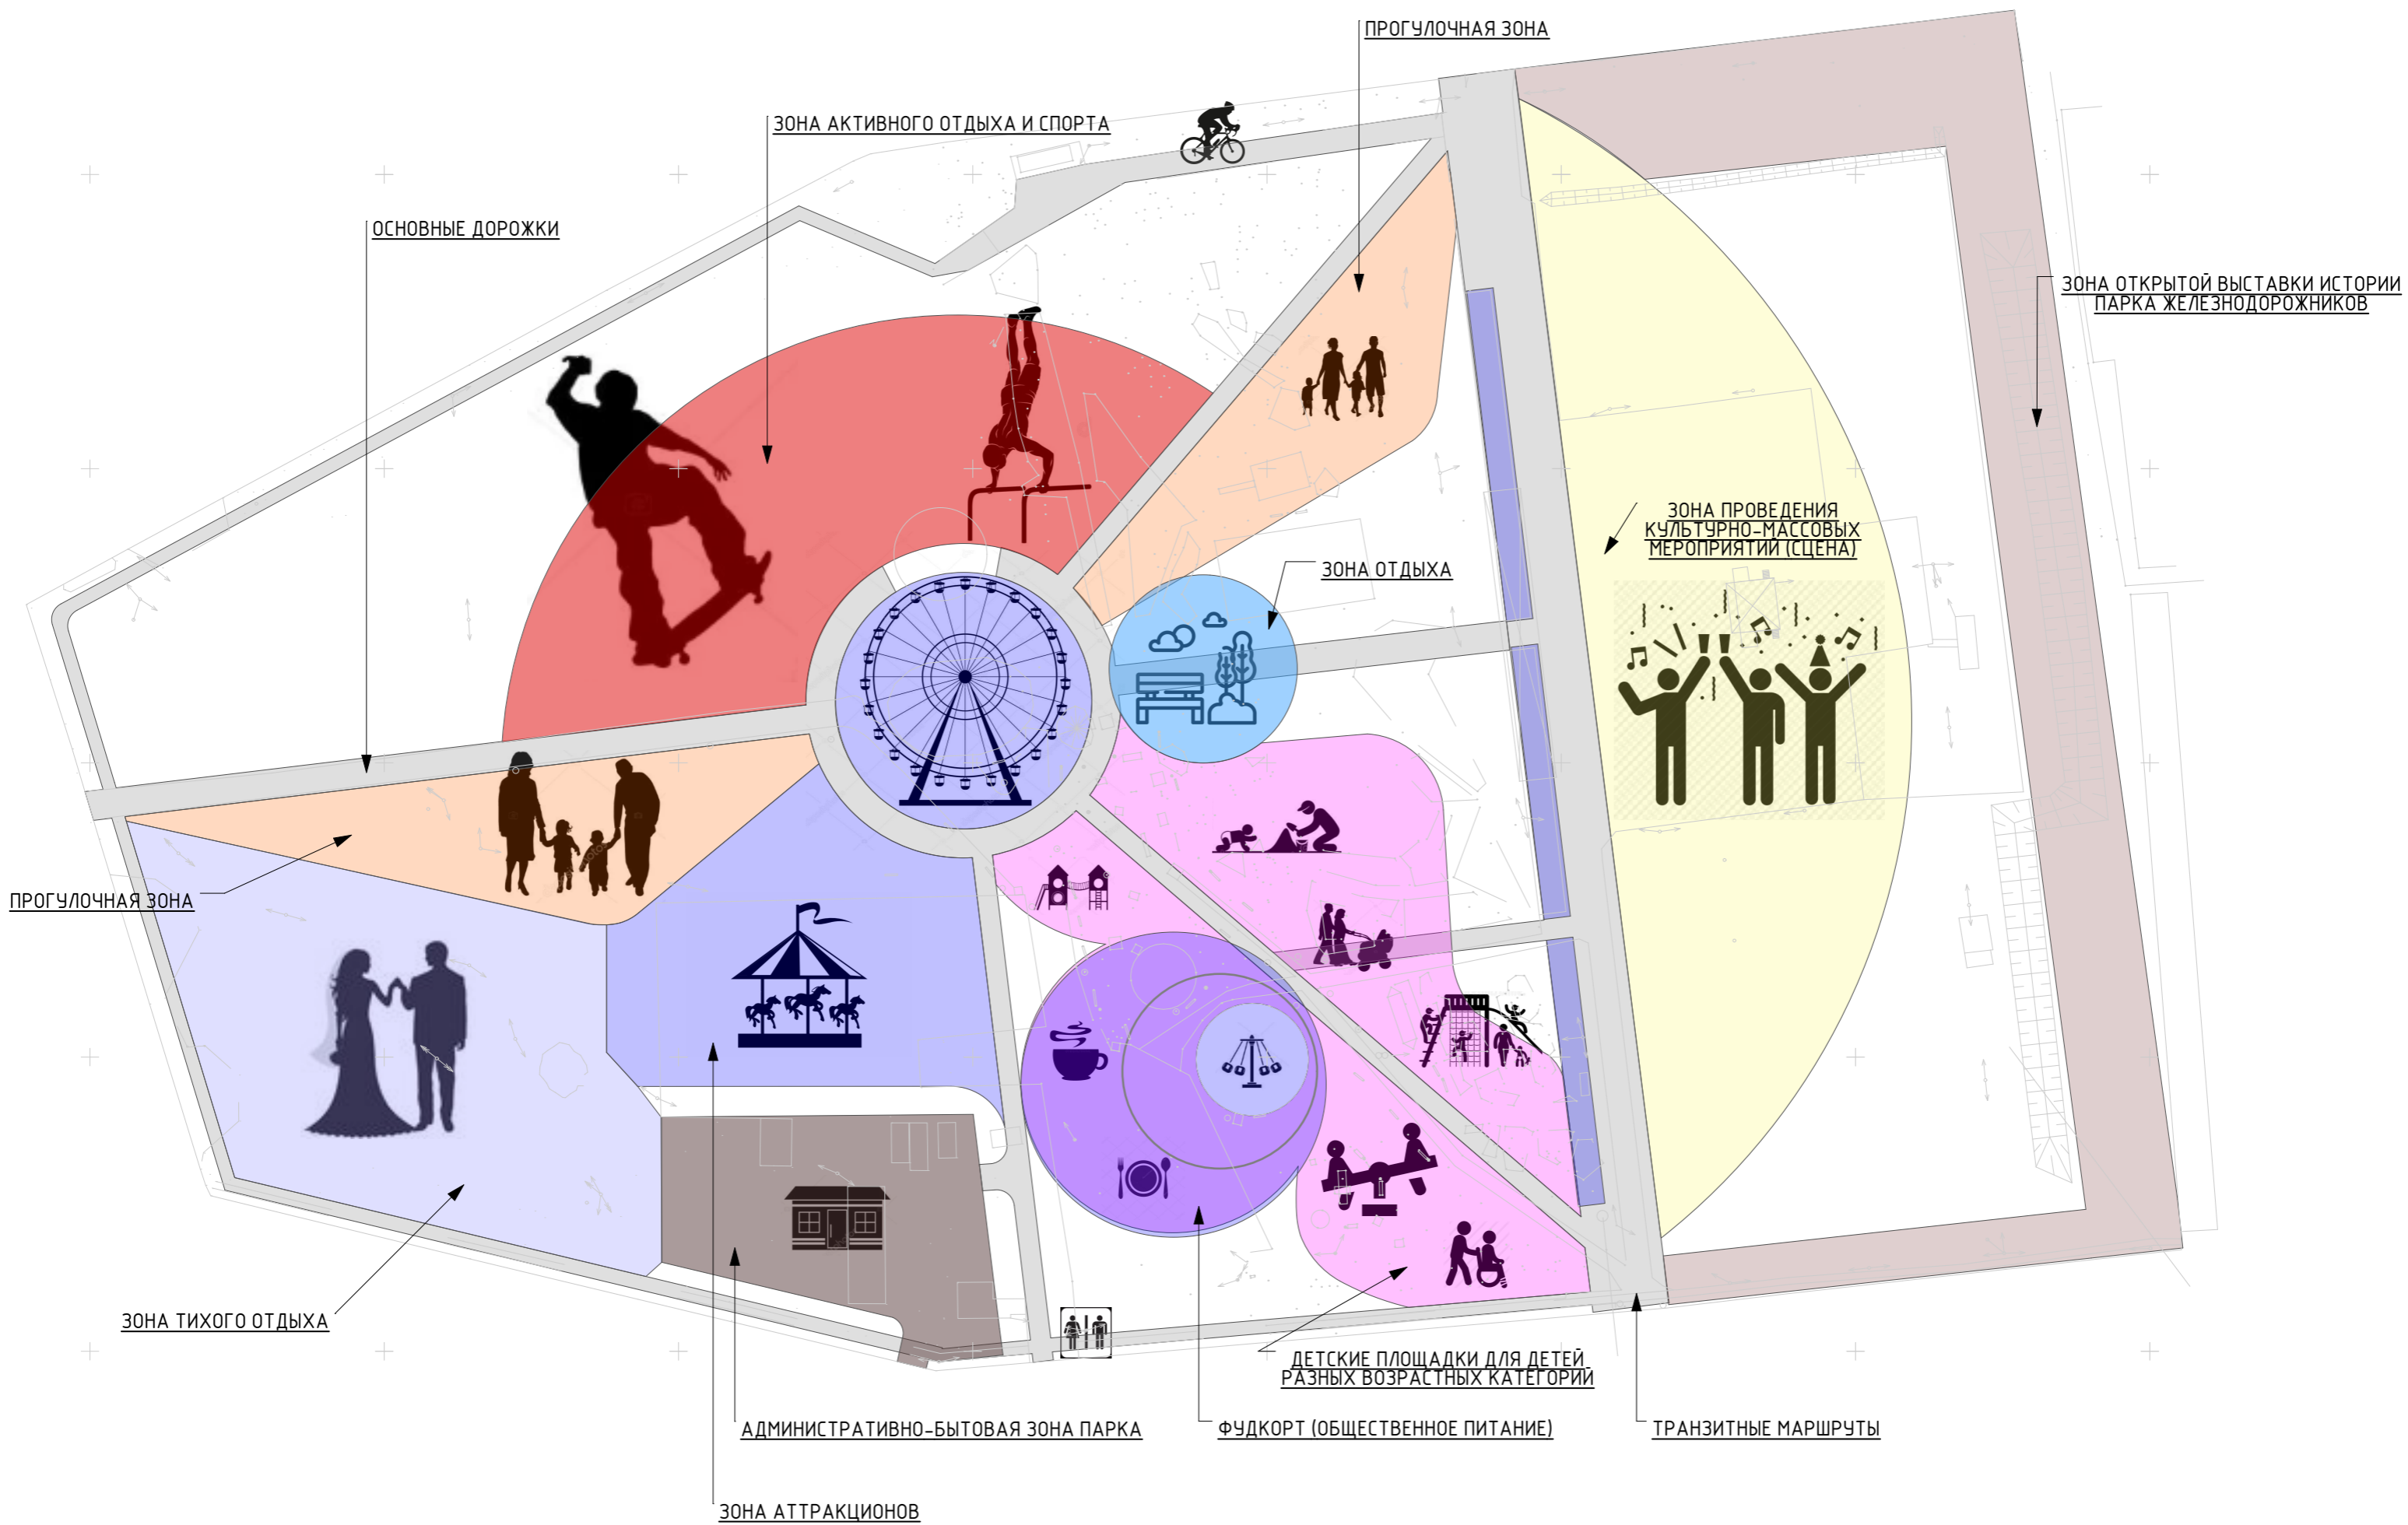 ПРОГУЛОЧНАЯ ЗОНА
ЗОНА АКТИВНОГО ОТДЫХА И СПОРТА
ОСНОВНЫЕ ДОРОЖКИ
ЗОНА ОТКРЫТОЙ ВЫСТАВКИ ИСТОРИИ
ПАРКА ЖЕЛЕЗНОДОРОЖНИКОВ
ЗОНА ПРОВЕДЕНИЯ
КУЛЬТУРНО-МАССОВЫХ
МЕРОПРИЯТИЙ (СЦЕНА)
ЗОНА ОТДЫХА
ПРОГУЛОЧНАЯ ЗОНА
ЗОНА ТИХОГО ОТДЫХА
ДЕТСКИЕ ПЛОЩАДКИ ДЛЯ ДЕТЕЙ
РАЗНЫХ ВОЗРАСТНЫХ КАТЕГОРИЙ
АДМИНИСТРАТИВНО-БЫТОВАЯ ЗОНА ПАРКА
ФУДКОРТ (ОБЩЕСТВЕННОЕ ПИТАНИЕ)
ТРАНЗИТНЫЕ МАРШРУТЫ
ЗОНА АТТРАКЦИОНОВ